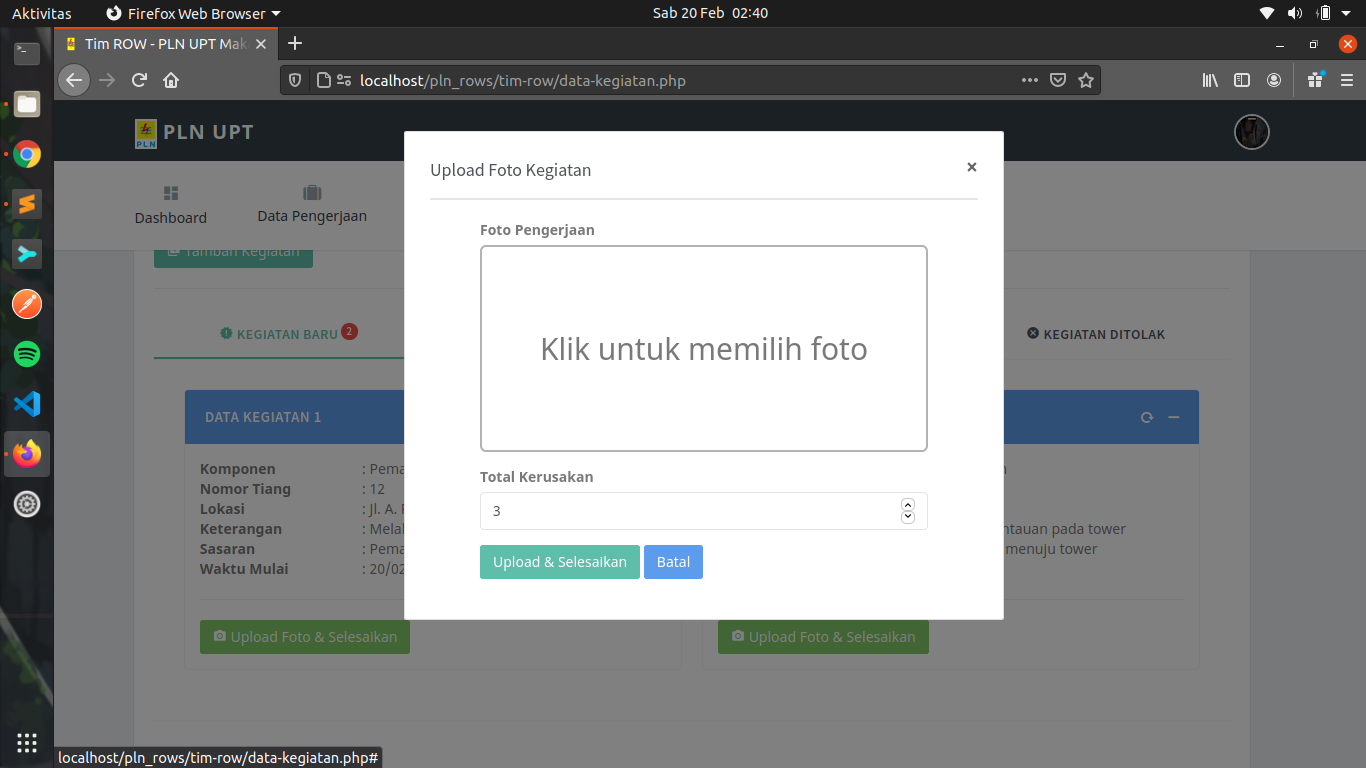 Aktivitas
Firefox Web Browser
Sab 20 Feb 02:40
Tim ROW - PLN UPT Mak
localhost/pln_rows/tim-row/data-kegiatan.php
PLN
PLN UPT
Dashboard
Data Pengerjaan
Tambah Kegiatan
KEGIATAN BARU 2
KEGIATAN DITOLAK
DATA KEGIATAN 1
Komponen : Pema
Nomor Tiang : 12
Lokasi : Jl. A.
Keterangan : Melal
ntauan pada tower
Sasaran : Pema
menuju tower
Waktu Mulai : 20/02
Upload Foto & Selesaikan
Upload Foto & Selesaikan
Upload Foto Kegiatan
×
Foto Pengerjaan
Klik untuk memilih foto
Total Kerusakan
3
Upload & Selesaikan
Batal
localhost/pln_rows/tim-row/data-kegiatan.php#